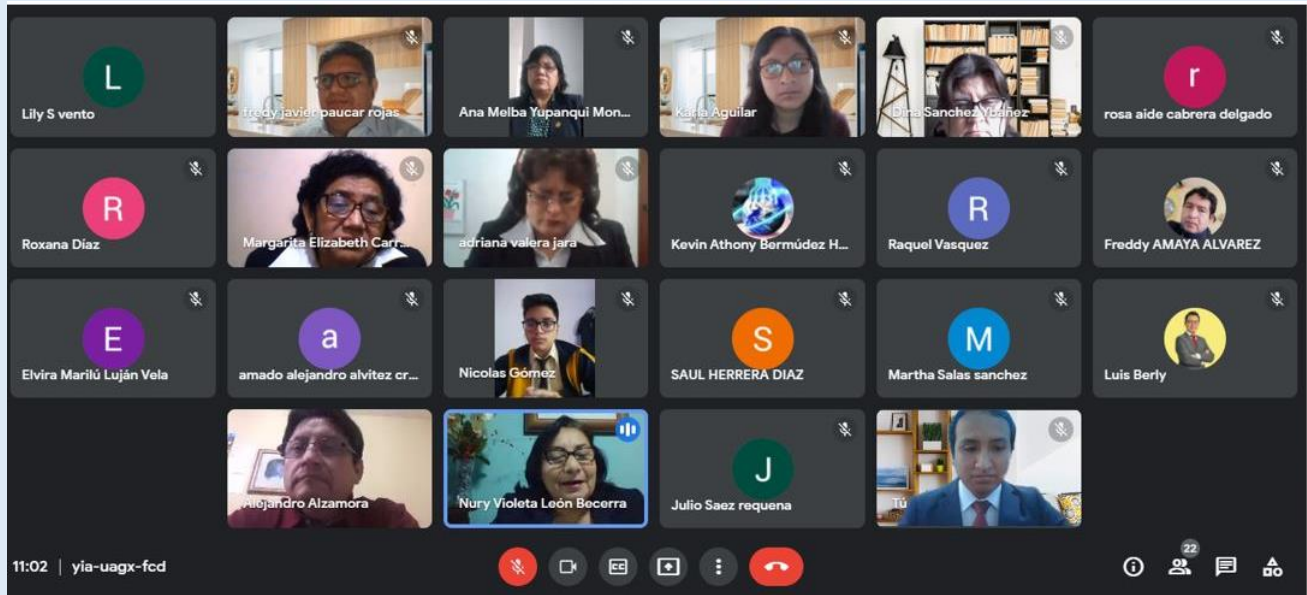 L
Lily S vento
fredy javier paucar rojas
Ana Melba Yupanqui Mon...
Karla Aguilar
Dina Sanchez Ybañez
r
rosa aide cabrera delgado
R
Roxana Díaz
Margarita Elizabeth Carr...
adriana valera jara
Kevin Athony Bermúdez H...
R
Raquel Vasquez
Freddy AMAYA ALVAREZ
E
Elvira Marilú Luján Vela
a
amado alejandro alvitez cr...
Nicolas Gómez
S
SAUL HERRERA DIAZ
M
Martha Salas sanchez
Luis Berly
Alejandro Alzamora
Nury Violeta León Becerra
J
Julio Saez requena
Tú
11:02 | yia-uagx-fcd
CC
22